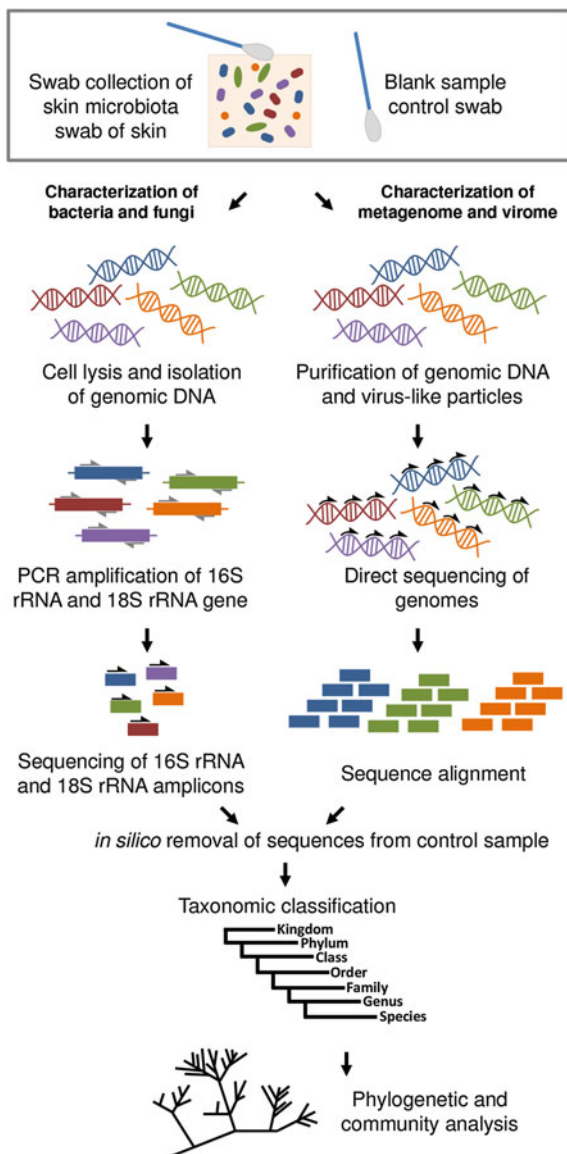 Swab collection of
skin microbiota
swab of skin
Blank sample
control swab
Characterization of
bacteria and fungi
Characterization of
metagenome and virome
Cell lysis and isolation
of genomic DNA
Purification of genomic DNA
and virus-like particles
PCR amplification of 16S
rRNA and 18S rRNA gene
Direct sequencing of
genomes
Sequencing of 16S rRNA
and 18S rRNA amplicons
Sequence alignment
in silico removal of sequences from control sample
Taxonomic classification
Kingdom
Phylum
Class
Order
Family
Genus
Species
Phylogenetic and
community analysis